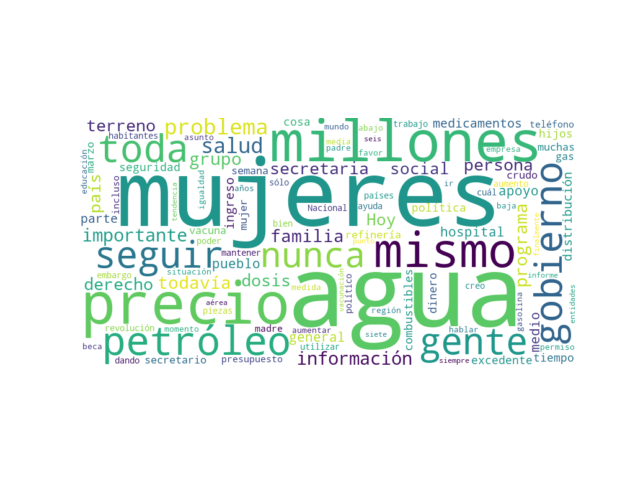 cosa
mundo
abajo
trabajo
medicamentos
teléfono
terreno
problema
millones
habitantes
asunto
media
seis
favor
empresa
hijos
toda
salud
muchas
gas
grupo
secretaria
social
persona
marzo
educación
seguridad
semana
crudo
país
incluso
tendencia
igualdad
mujeres
años
sólo
países
ir
cuál
aumento
ingreso
mujer
Nacional
ayuda
política
baja
apoyo
parte
vacuna
poder
bien
Hoy
gobierno
distribución
importante
familia
refinería
hospital
programa
finalmente
seguir
nunca
mismo
embargo
situación
mantener
pueblo
político
derecho
todavía
dosis
medida
combustibles
dinero
creo
informe
entidades
precio
agua
aérea
piezas
región
gasolina
revolución
momento
madre
aumentar
siete
hablar
medio
petróleo
general
utilizar
gente
permiso
beca
dando
secretario
presupuesto
información
siempre
excedente
tiempo
padre